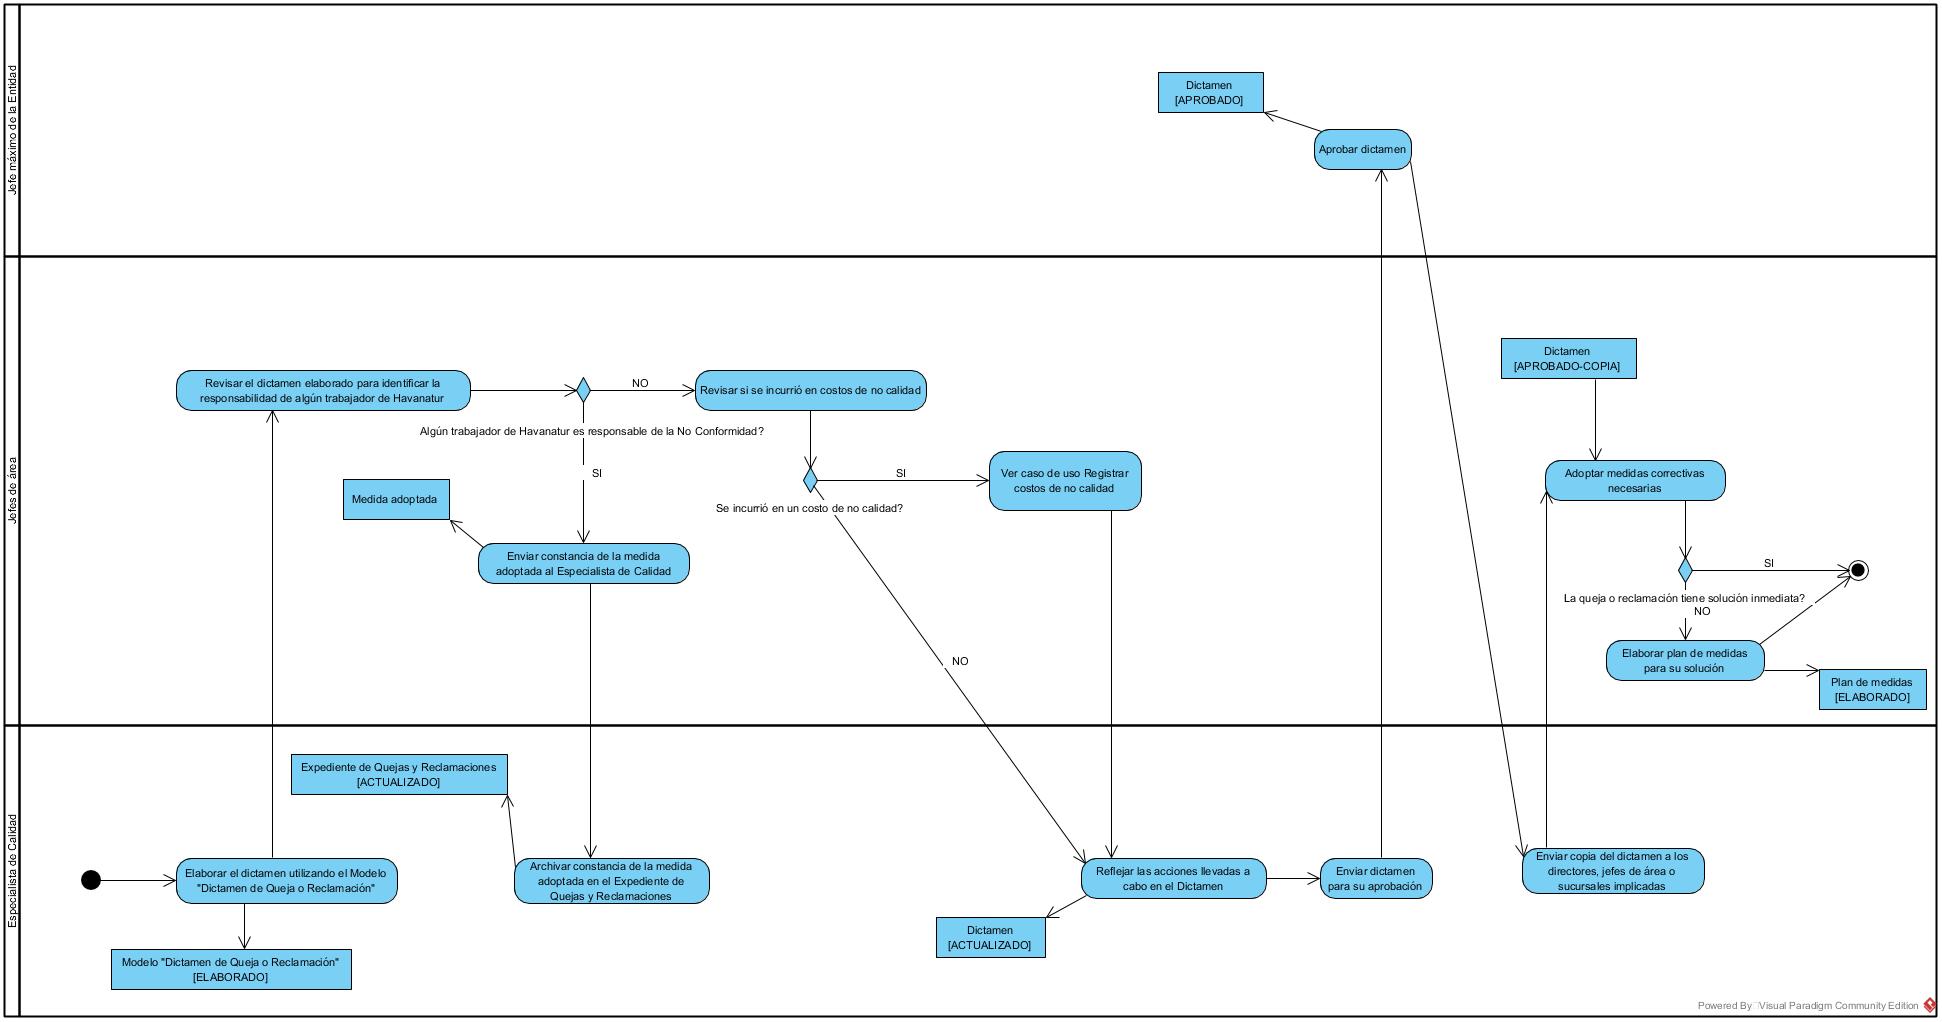 Jefe máximo de la Entidad
Dictamen
[APROBADO]
Aprobar dictamen
Jefes de área
Revisar el dictamen elaborado para identificar la
responsabilidad de algún trabajador de Havanatur
NO
Revisar si se incurrió en costos de no calidad
Algún trabajador de Havanatur es responsable de la No Conformidad?
SI
Medida adoptada
Enviar constancia de la medida
adoptada al Especialista de Calidad
SI
Ver caso de uso Registrar
costos de no calidad
Se incurrió en un costo de no calidad?
NO
Dictamen
[APROBADO-COPIA]
Adoptar medidas correctivas
necesarias
SI
La queja o reclamación tiene solución inmediata?
NO
Elaborar plan de medidas
para su solución
Plan de medidas
[ELABORADO]
Especialista de Calidad
Expediente de Quejas y Reclamaciones
[ACTUALIZADO]
Elaborar el dictamen utilizando el Modelo
"Dictamen de Queja o Reclamación"
Modelo "Dictamen de Queja o Reclamación"
[ELABORADO]
Archivar constancia de la medida
adoptada en el Expediente de
Quejas y Reclamaciones
Reflejar las acciones llevadas a
cabo en el Dictamen
Dictamen
[ACTUALIZADO]
Enviar dictamen
para su aprobación
Enviar copia del dictamen a los
directores, jefes de área o
sucursales implicadas
Powered By Visual Paradigm Community Edition